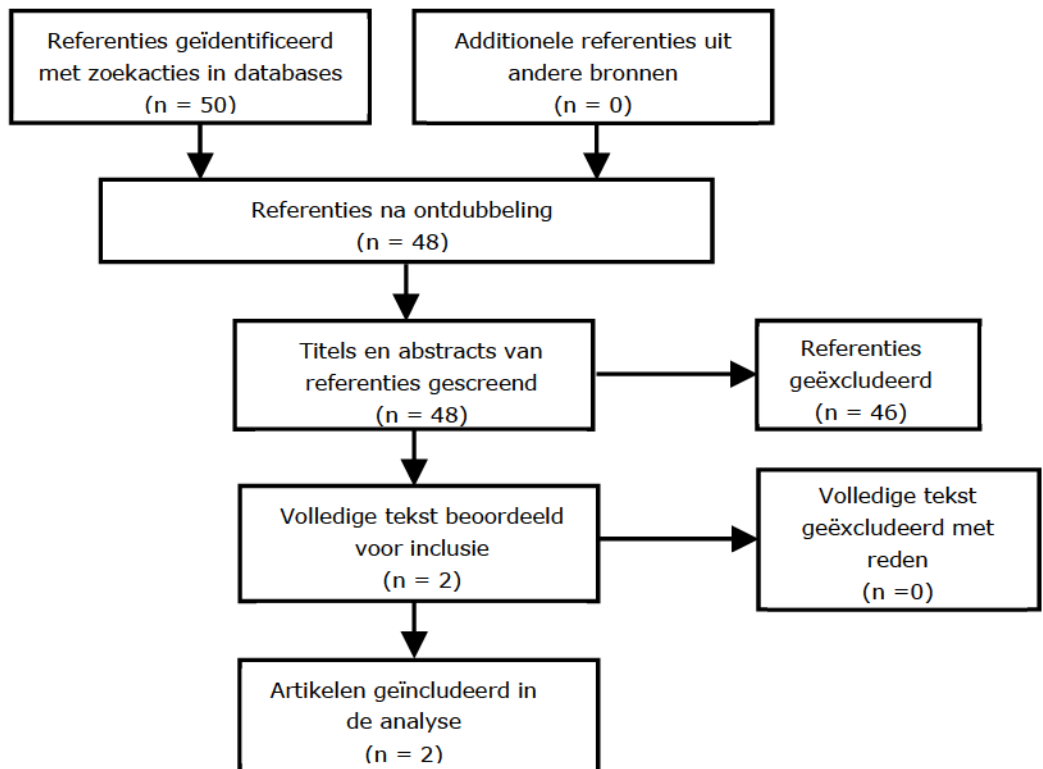 Referenties geïdentificeerd
met zoekacties in databases
(n = 50)
Additionele referenties uit
andere bronnen
(n = 0)
Referenties na ontdubbeling
(n = 48)
Titels en abstracts van
referenties gescreend
(n = 48)
Referenties
geëxcludeerd
(n = 46)
Volledige tekst beoordeeld
voor inclusie
(n = 2)
Volledige tekst
geëxcludeerd met
reden
(n =0)
Artikelen geïncludeerd in
de analyse
(n = 2)